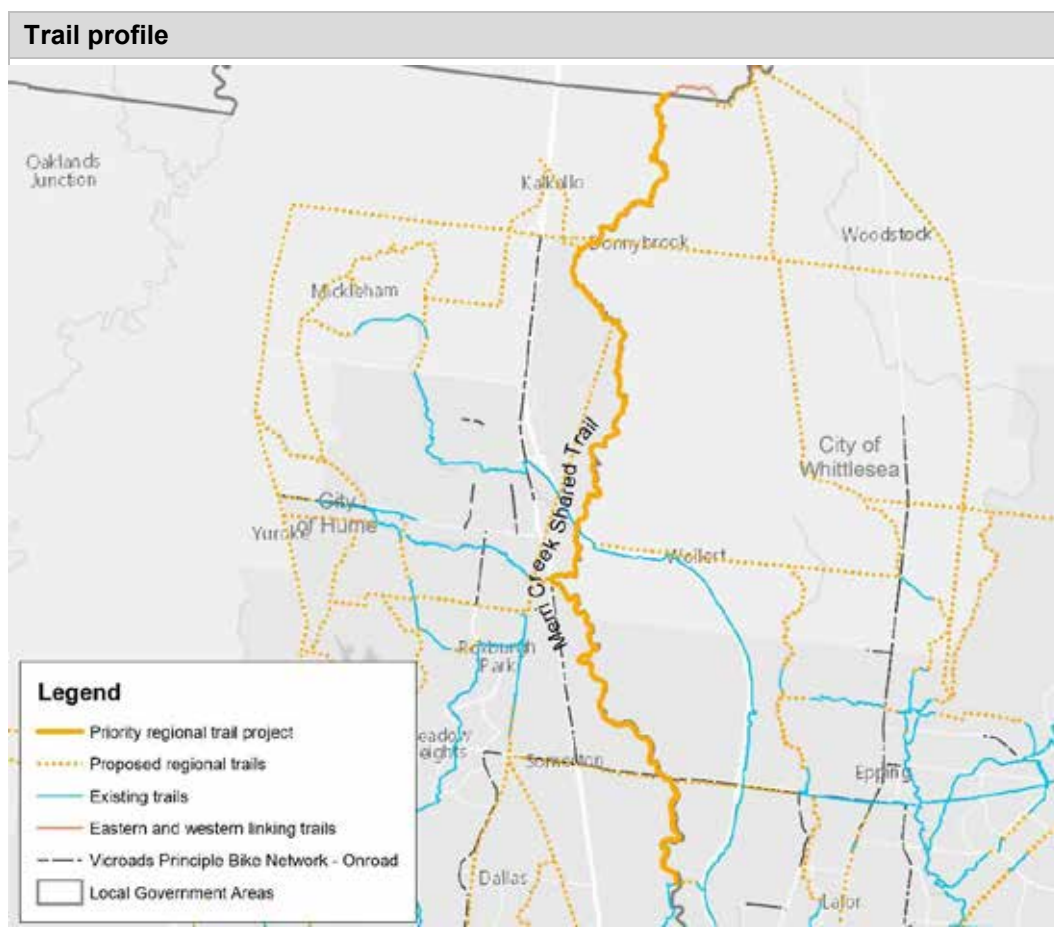 Trail profile
Oaklands
Junction
Kalkallo
Donnybrook
Woodstock
Mickleham
Merri Creek Shared Trail
City of
Whittlesea
City
of Hume
Yuroke
Wollert
Roxburgh
Park
eadow
eights
Somerton
Epping
Dallas
Lalor
Legend
Priority regional trail project
Proposed regional trails
Existing trails
Eastern and western linking trails
Vicroads Principle Bike Network - Onroad
Local Government Areas